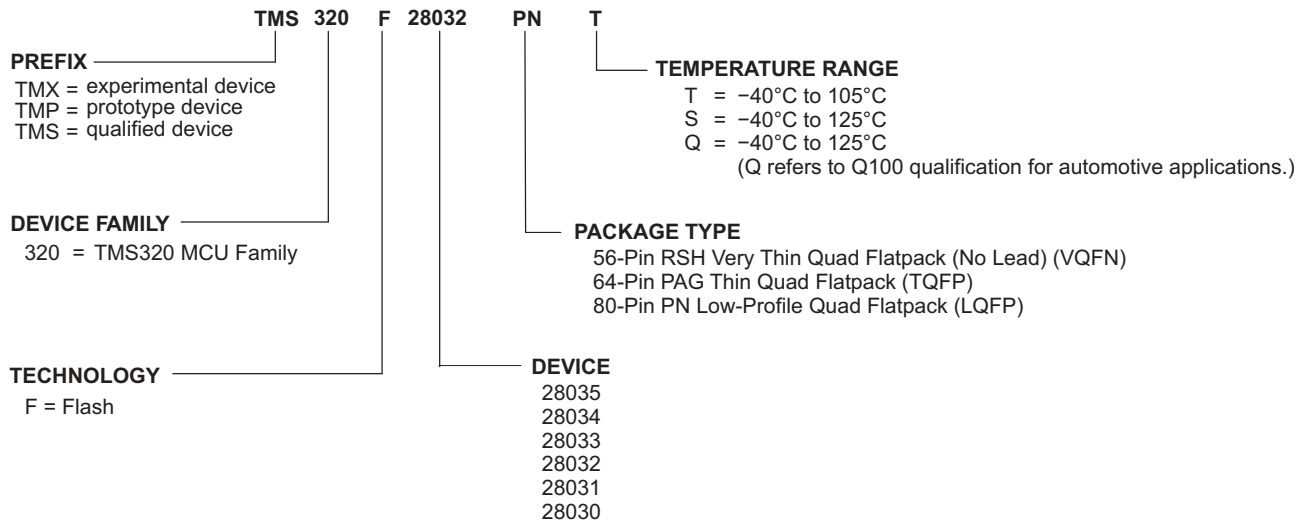 TMS 320 F 28032 PN T
PREFIX
TMX = experimental device
TMP = prototype device
TMS = qualified device
TEMPERATURE RANGE
T = −40°C to 105°C
S = −40°C to 125°C
Q = −40°C to 125°C
(Q refers to Q100 qualification for automotive applications.)
DEVICE FAMILY
320 = TMS320 MCU Family
PACKAGE TYPE
56-Pin RSH Very Thin Quad Flatpack (No Lead) (VQFN)
64-Pin PAG Thin Quad Flatpack (TQFP)
80-Pin PN Low-Profile Quad Flatpack (LQFP)
TECHNOLOGY
F = Flash
DEVICE
28035
28034
28033
28032
28031
28030